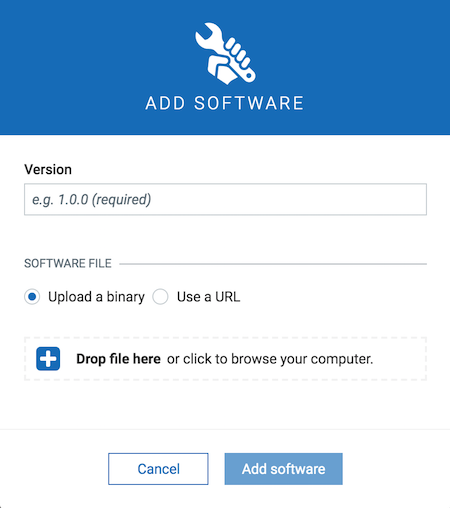 ADD SOFTWARE
Version
e.g. 1.0.0 (required)
SOFTWARE FILE
Upload a binary Use a URL
Drop file here or click to browse your computer.
Cancel Add software